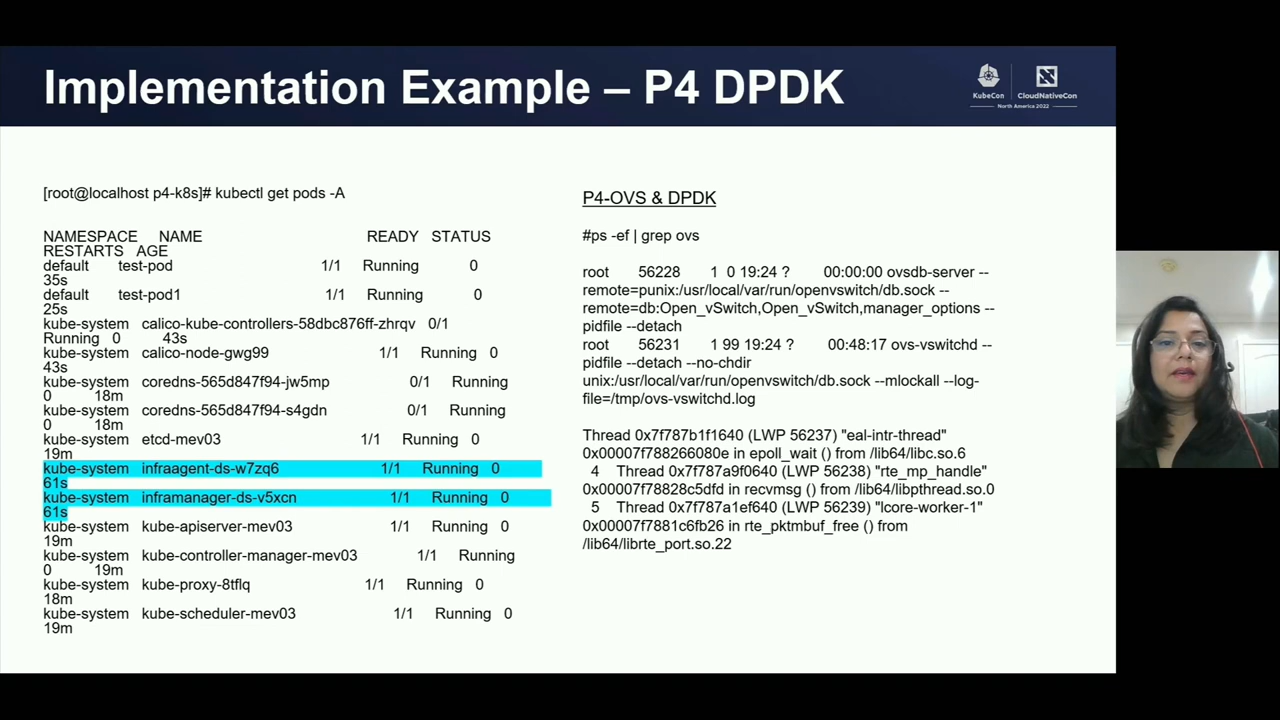 Implementation Example – P4 DPDK
KubeCon
CloudNativeCon
North America 2022
[root@localhost p4-k8s]# kubectl get pods -A
NAMESPACE NAME READY STATUS
RESTARTS AGE
default test-pod 1/1 Running 0
35s
default test-pod1 1/1 Running 0
25s
kube-system calico-kube-controllers-58dbc876ff-zhrqv 0/1
Running 0 43s
kube-system calico-node-gwg99 1/1 Running 0
43s
kube-system coredns-565d847f94-jw5mp 0/1 Running
0 18m
kube-system coredns-565d847f94-s4gdn 0/1 Running
0 18m
kube-system etcd-mev03 1/1 Running 0
19m
kube-system infraagent-ds-w7zq6 1/1 Running 0
61s
kube-system inframanager-ds-v5xcn 1/1 Running 0
61s
kube-system kube-apiserver-mev03 1/1 Running 0
19m
kube-system kube-controller-manager-mev03 1/1 Running
0 19m
kube-system kube-proxy-8tflq 1/1 Running 0
18m
kube-system kube-scheduler-mev03 1/1 Running 0
19m
P4-OVS & DPDK
#ps -ef | grep ovs
root 56228 1 0 19:24 ? 00:00:00 ovsdb-server --
remote=punix:/usr/local/var/run/openvswitch/db.sock --
remote=db:Open_vSwitch,Open_vSwitch,manager_options --
pidfile --detach
root 56231 1 99 19:24 ? 00:48:17 ovs-vswitchd --
pidfile --detach --no-chdir
unix:/usr/local/var/run/openvswitch/db.sock --mlockall --log-
file=/tmp/ovs-vswitchd.log
Thread 0x7f787b1f1640 (LWP 56237) "eal-intr-thread"
0x00007f788266080e in epoll_wait () from /lib64/libc.so.6
4 Thread 0x7f787a9f0640 (LWP 56238) "rte_mp_handle"
0x00007f78828c5dfd in recvmsg () from /lib64/libpthread.so.0
5 Thread 0x7f787a1ef640 (LWP 56239) "lcore-worker-1"
0x00007f7881c6fb26 in rte_pktmbuf_free () from
/lib64/librte_port.so.22